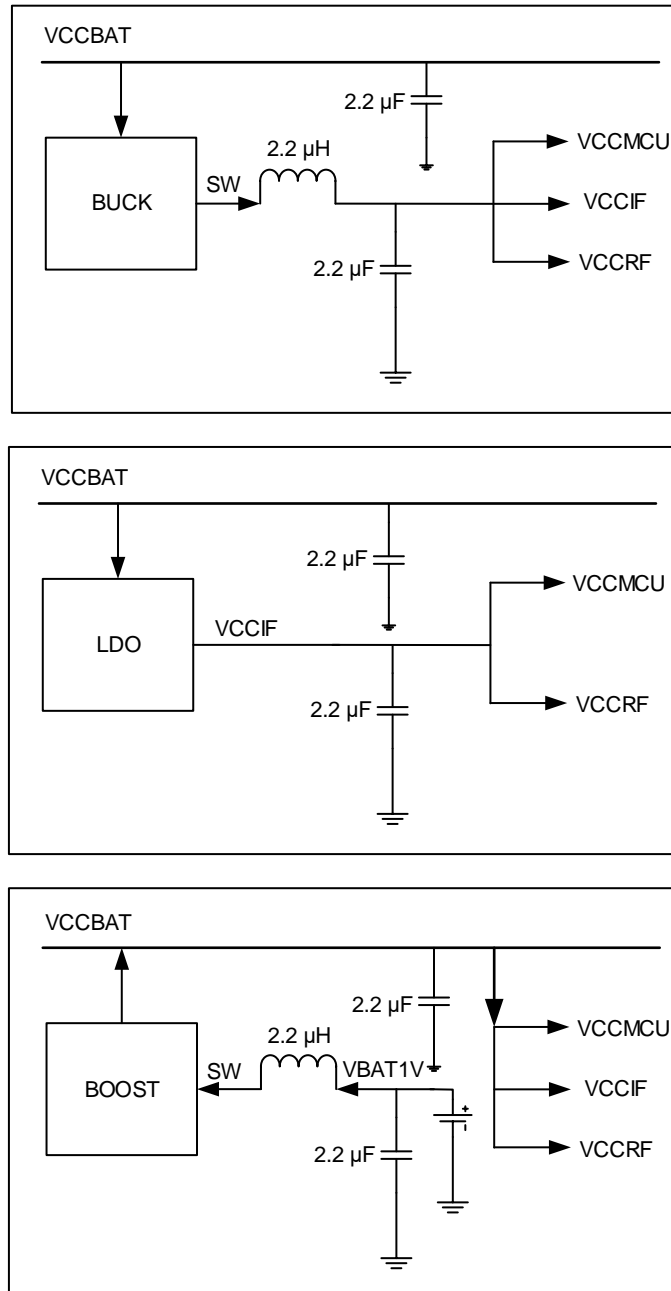 VCCBAT
2.2 µF
2.2 µH
VCCMCU
SW
BUCK
VCCIF
2.2 µF
VCCRF
VCCBAT
2.2 µF
VCCMCU
LDO
VCCIF
2.2 µF
VCCRF
VCCBAT
2.2 µF
2.2 µH
VCCMCU
SW
VBAT1V
BOOST
VCCIF
2.2 µF
VCCRF